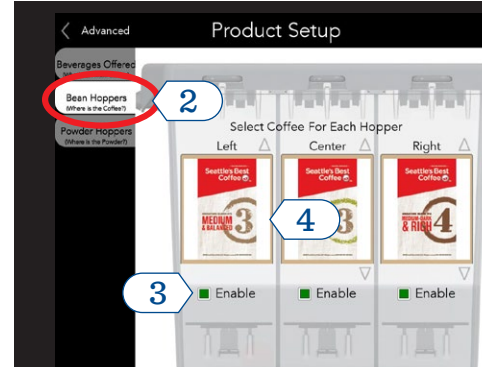 Advanced
Product Setup
Beverages Offered
Bean Hoppers
(Where is the Coffee?)
2
Powder Hoppers
(Where is the Powder?)
Select Coffee For Each Hopper
Left
Center
Right
Seattle's Best
Coffee
Seattle's Best
Coffee
Seattle's Best
Coffee
MEDIUM
& BALANCED
3
4
3
MEDIUM-DARK
& RICH
4
3
Enable
Enable
Enable